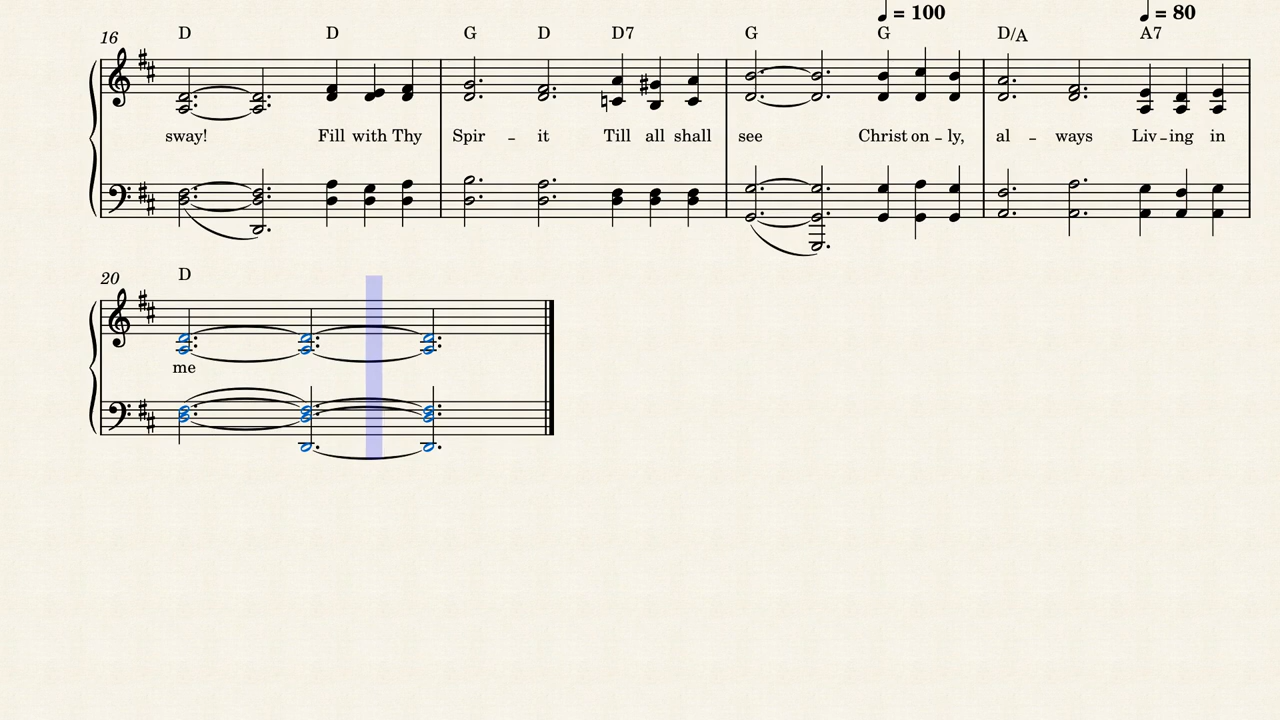 ♩ = 100 ♩ = 80
16 D D G D D7 G G D/A A7
sway! Fill with Thy Spir - it Till all shall see Christ on - ly, al - ways Liv - ing in
20 D
me